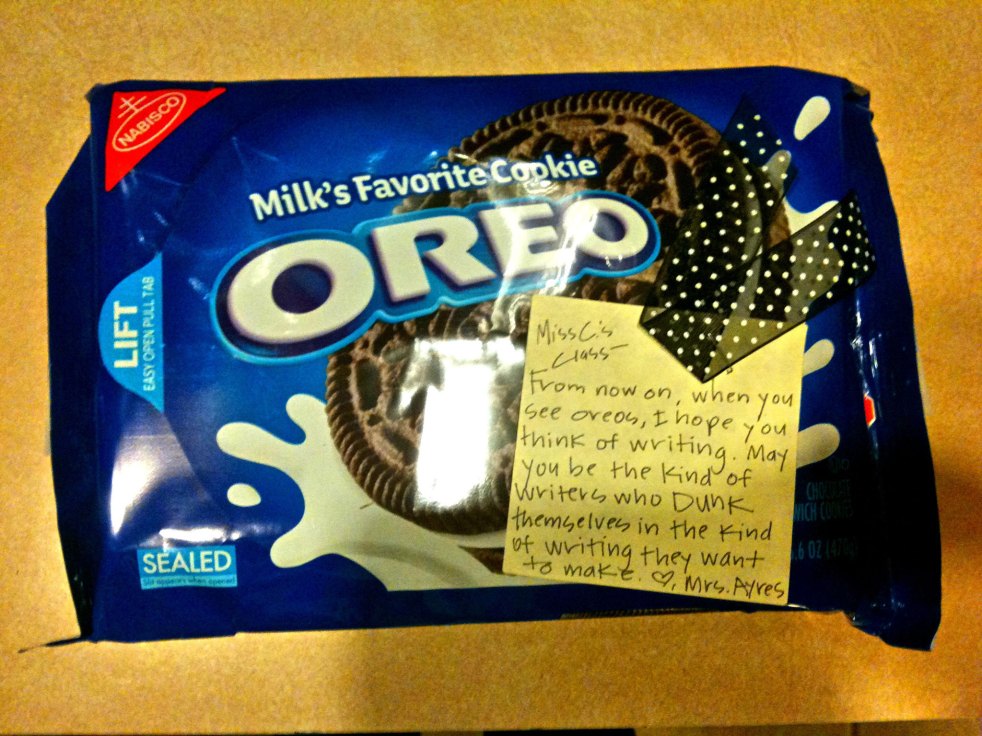 NABISCO
Milk's Favorite Cookie
OREO
LIFT
EASY OPEN PULL TAB
Miss C.'s
Class-
From now on, when you
see oreos, I hope you
think of writing. May
you be the kind of
writers who DUNK
themselves in the kind
of writing they want
to make. ♡, Mrs. Ayres
CHOCOLATE
SEALED